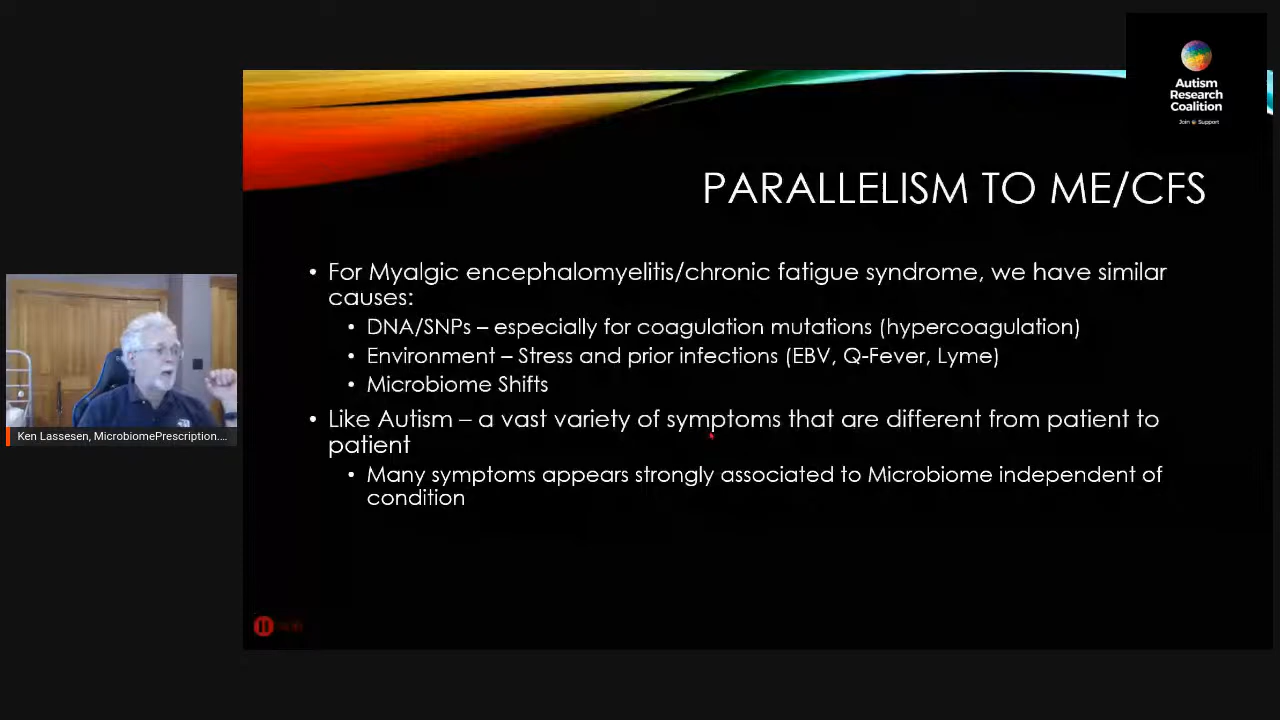 Autism
Research
Coalition
Join Support
PARALLELISM TO ME/CFS
• For Myalgic encephalomyelitis/chronic fatigue syndrome, we have similar
causes:
• DNA/SNPs – especially for coagulation mutations (hypercoagulation)
• Environment – Stress and prior infections (EBV, Q-Fever, Lyme)
• Microbiome Shifts
• Like Autism – a vast variety of symptoms that are different from patient to
patient
• Many symptoms appears strongly associated to Microbiome independent of
condition
Ken Lassesen, MicrobiomePrescription....